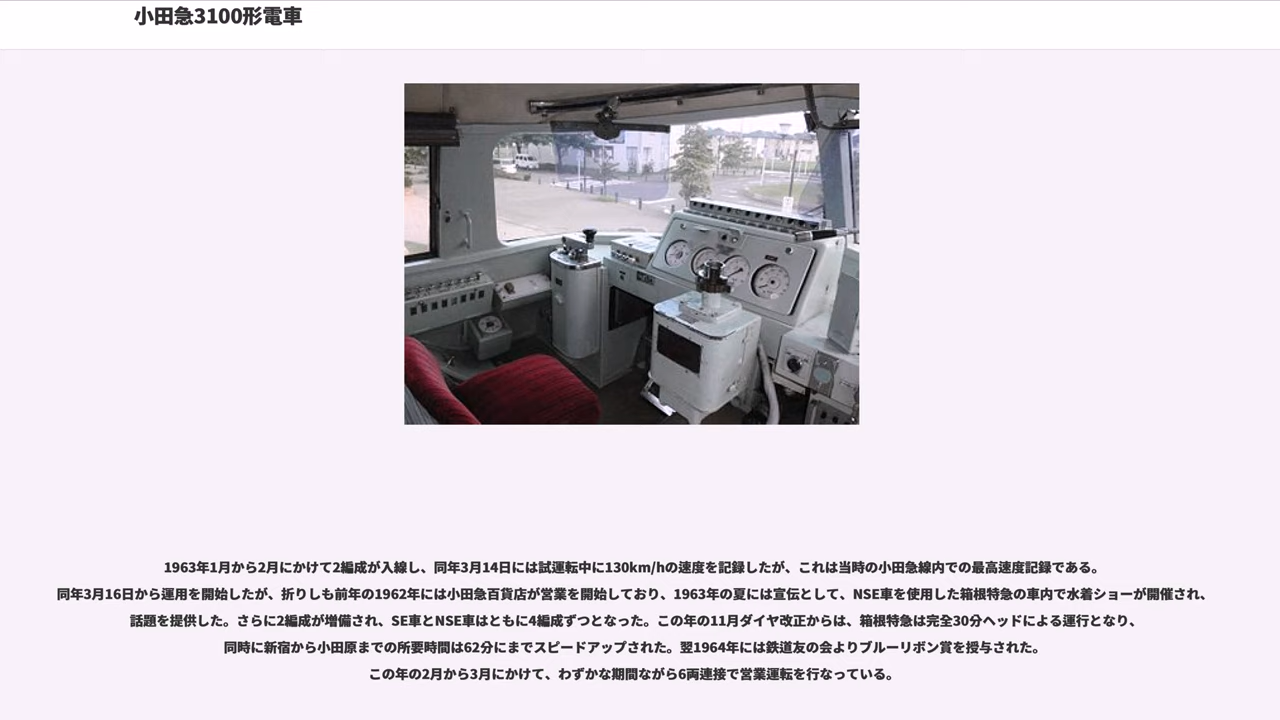 小田急3100形電車
1963年1月から2月にかけて2編成が入線し、同年3月14日には試運転中に130km/hの速度を記録したが、これは当時の小田急線内での最高速度記録である。
同年3月16日から運用を開始したが、折りしも前年の1962年には小田急百貨店が営業を開始しており、1963年の夏には宣伝として、NSE車を使用した箱根特急の車内で水着ショーが開催され、
話題を提供した。さらに2編成が増備され、SE車とNSE車はともに4編成ずつとなった。この年の11月ダイヤ改正からは、箱根特急は完全30分ヘッドによる運行となり、
同時に新宿から小田原までの所要時間は62分にまでスピードアップされた。翌1964年には鉄道友の会よりブルーリボン賞を授与された。
この年の2月から3月にかけて、わずかな期間ながら6両連接で営業運転を行なっている。